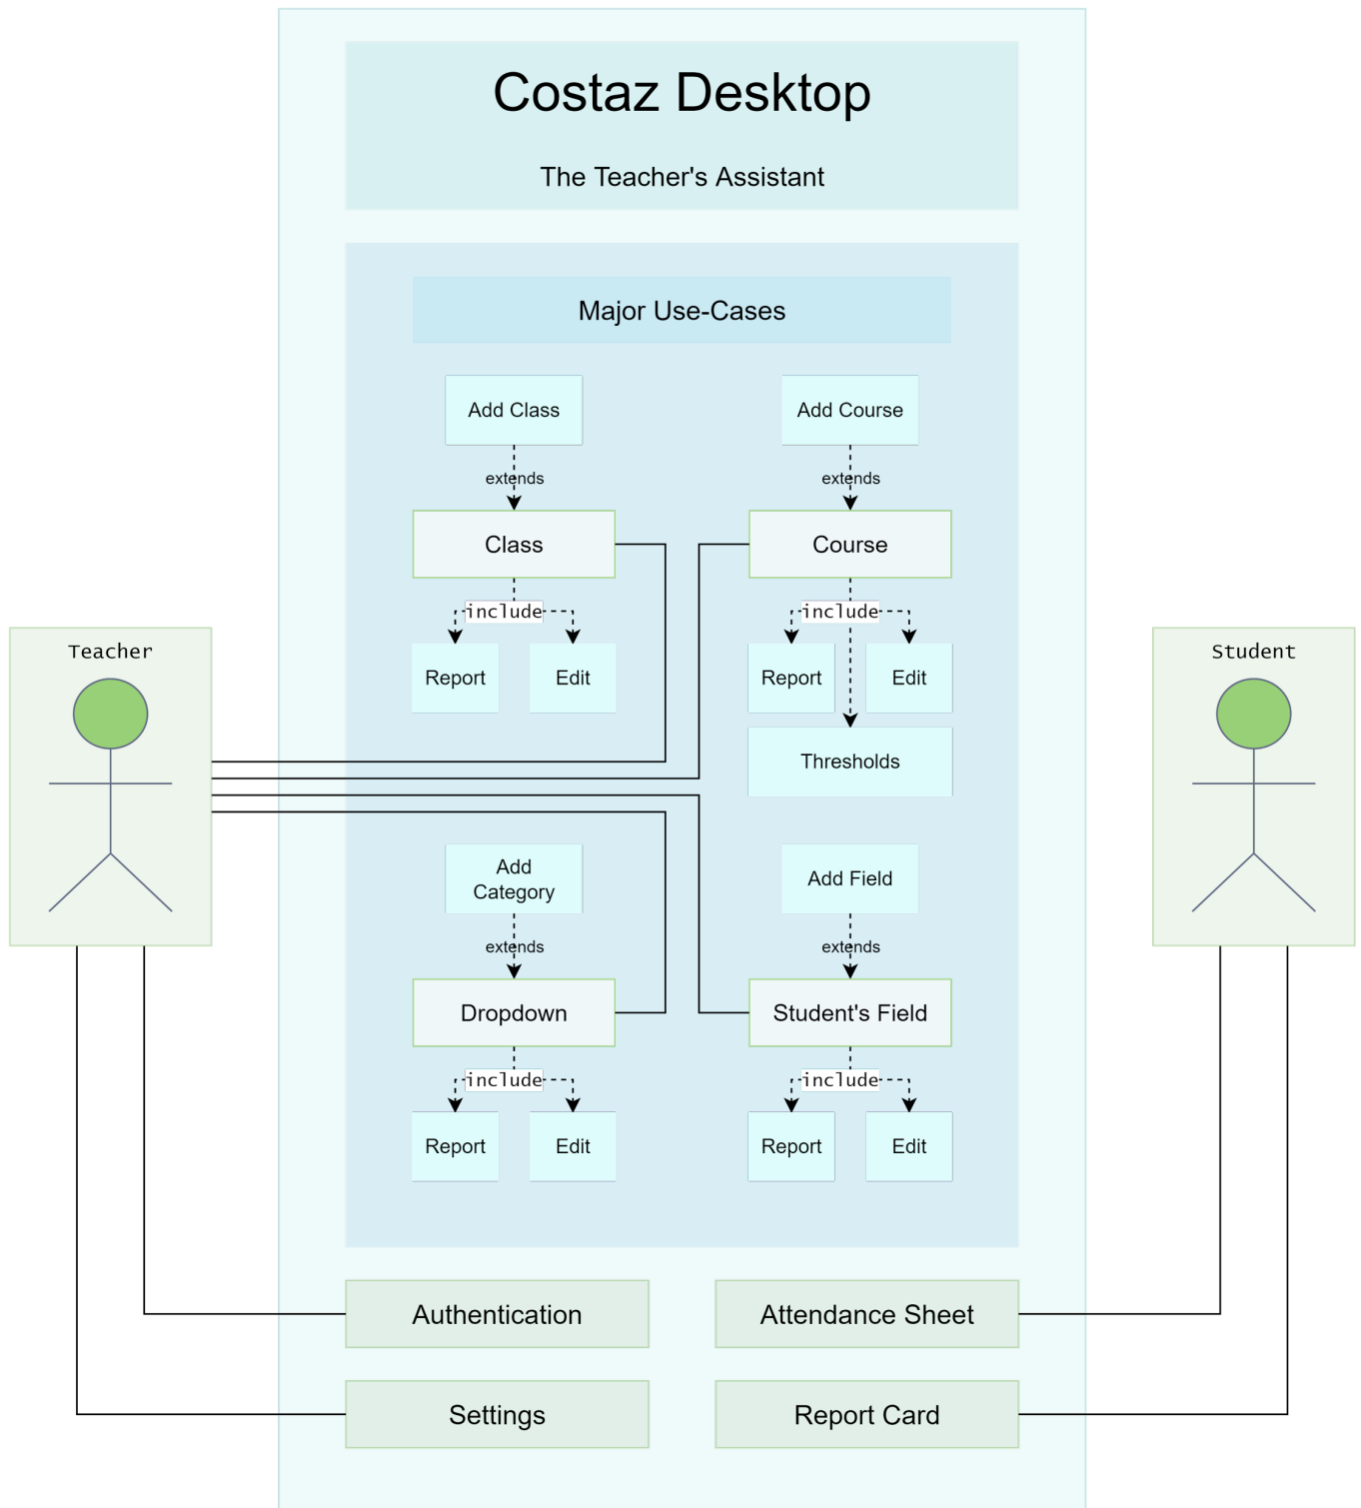 Costaz Desktop
The Teacher's Assistant
Major Use-Cases
Add Class
Add Course
extends
extends
Class
Course
include
include
Teacher
Student
Report
Edit
Report
Edit
Thresholds
Add
Category
Add Field
extends
extends
Dropdown
Student's Field
include
include
Report
Edit
Report
Edit
Authentication
Attendance Sheet
Settings
Report Card